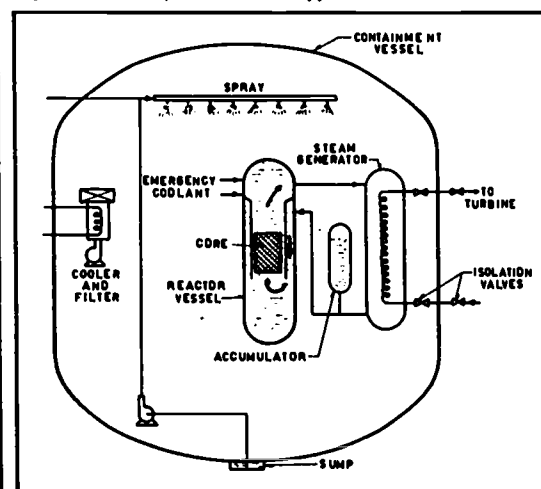 CONTAINMENT
VESSEL
SPRAY
STEAM
GENERATOR
EMERGENCY
COOLANT
TO
TURBINE
CORE
COOLER
AND
FILTER
REACTOR
VESSEL
ISOLATION
VALVES
ACCUMULATOR
SUMP